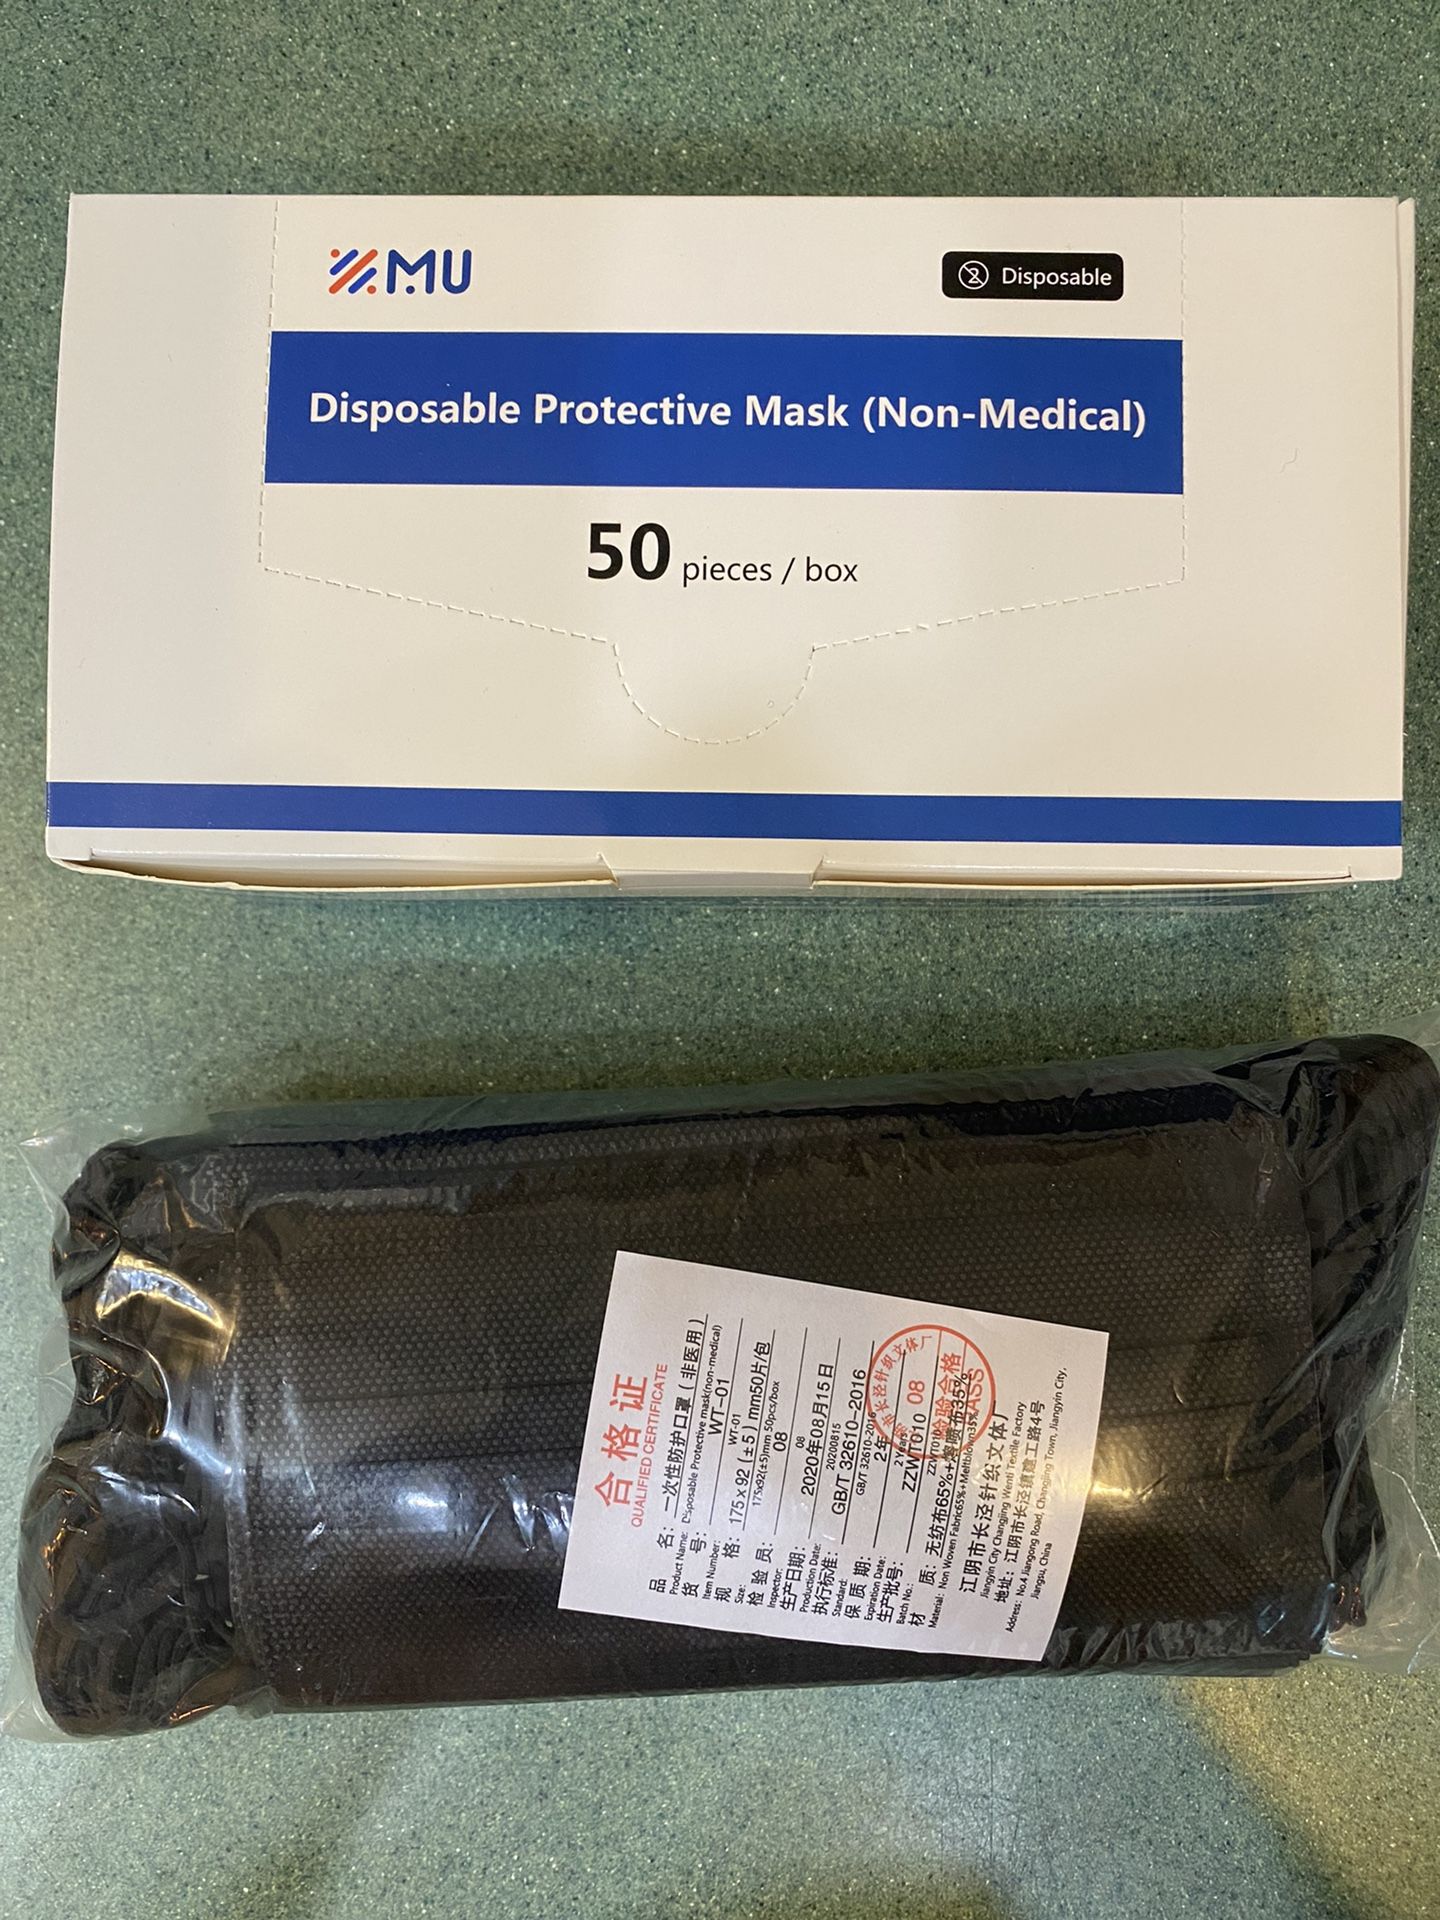 MU
Disposable
Disposable Protective Mask (Non-Medical)
50 pieces / box
合格证
QUALIFIED CERTIFICATE
品 名: 一次性防护口罩(非医用)
Product Name: Disposable Protective mask(non-medical)
货 号: WT-01
Item Number: WT-01
规 格: 175×92(±5)mm50片/包
Size: 175x92(±5)mm 50pcs/box
检 验 员: 08
Inspector: 08
生产日期: 2020年08月15日
Production Date: 20200815
执行标准: GB/T 32610-2016
Standard: GB/T 32610-2016
保 质 期: 2年
Expiration Date: 2 Years
生产批号: ZZWT010
Batch No.: ZZWT010
材 质: 无纺布65%+熔喷布35%
Material: Non Woven Fabric65%+Meltblown35%
江阴市长泾针织文体厂
Jiangyin City Changjing Wenti Textile Factory
地址: 江阴市长泾镇建工路4号
Address: No.4 Jiangong Road, Changjing Town, Jiangyin City,
Jiangsu, China
08
检验合格
PASS